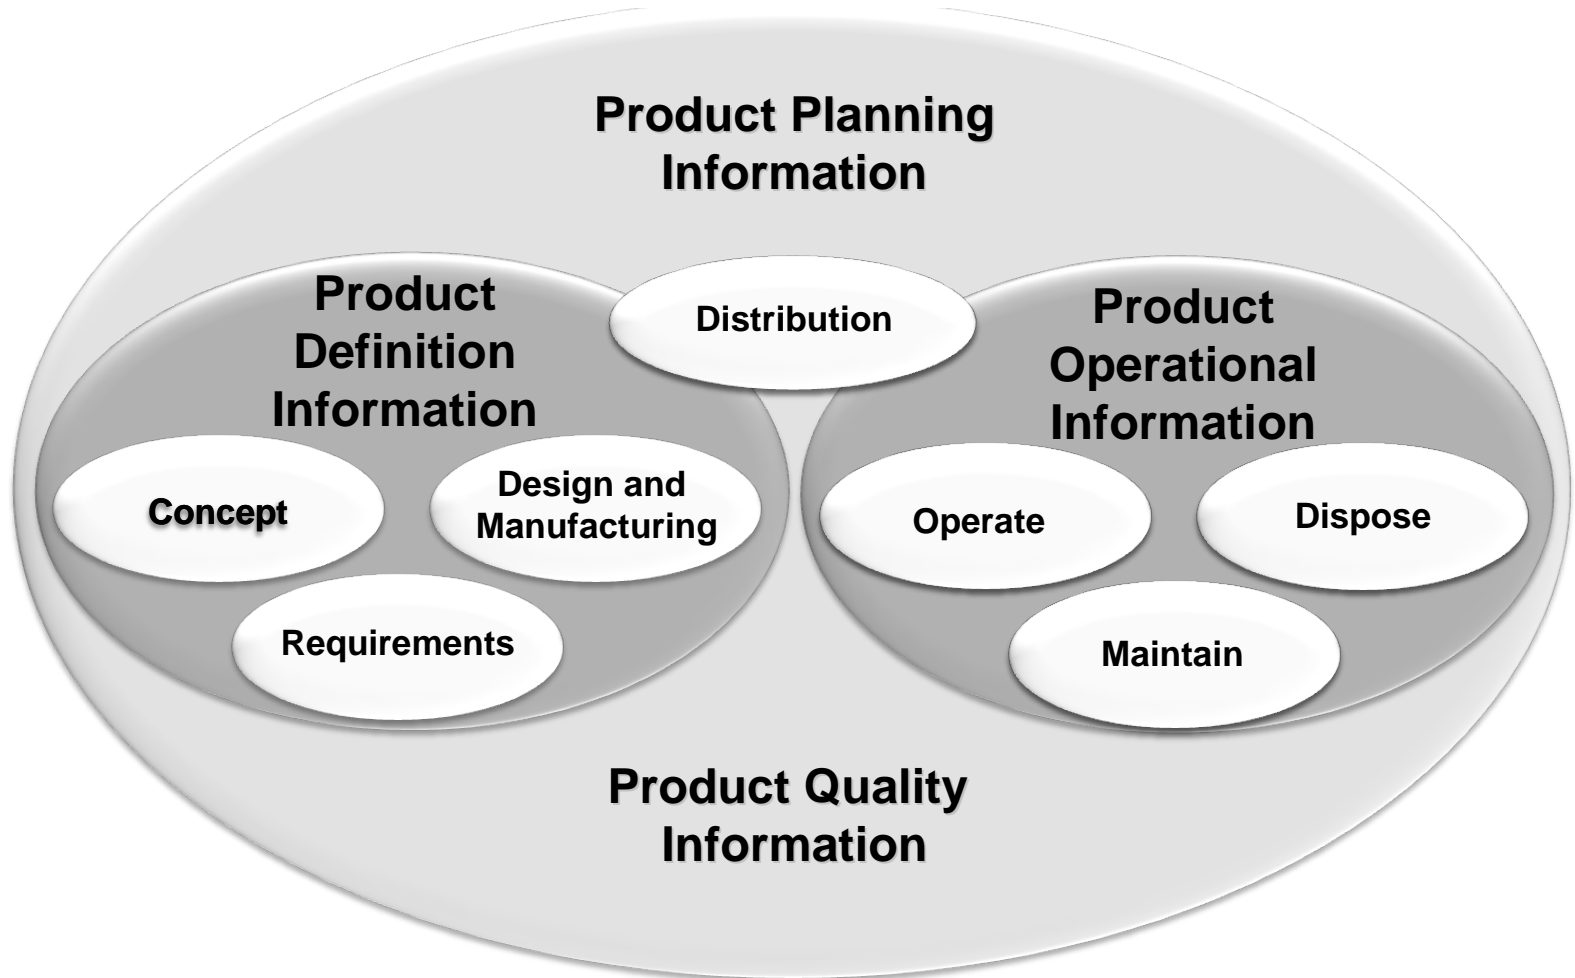 Product Planning
Information
Product
Definition
Information
Distribution
Product
Operational
Information
Concept
Design and
Manufacturing
Requirements
Operate
Dispose
Maintain
Product Quality
Information